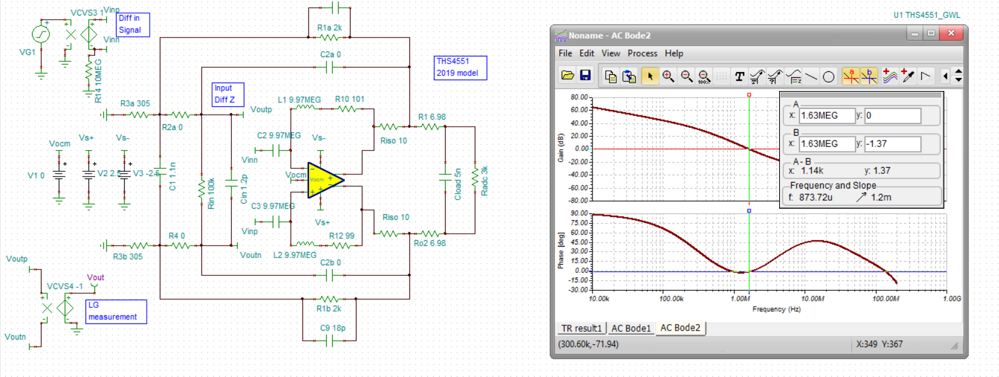 VCVS3 1
Vinp
Diff in
Signal
VG1
Vinn
R14 10MEG
R1a 2k
C2a 0
Input
Diff Z
THS4551
2019 model
U1 THS4551_GWL
R3a 305
R2a 0
Voutp
L1 9.97MEG
R10 101
R1 6.98
Riso 10
C2 9.97MEG
Vs-
Vinn
Vocm
Vs+
Vs-
V1 0
V2 2.5
V3 -2.5
C1 1.1n
Rin 100k
Cin 1.2p
Vocm
Vocm
Cload 5n
Radc 3k
C3 9.97MEG
Vinp
Vs+
Riso 10
R4 0
R12 99
Ro2 6.98
R3b 305
Voutn
L2 9.97MEG
C2b 0
Voutp
VCVS4 -1
Vout
LG
measurement
Voutn
R1b 2k
C9 18p
Noname - AC Bode2
File Edit View Process Help
100%
T
a
b
80.00
60.00
40.00
20.00
0.00
-20.00
-40.00
-60.00
-80.00
Gain (dB)
A
x: 1.63MEG y: 0
B
x: 1.63MEG y: -1.37
A - B
x: 1.14k y: 1.37
Frequency and Slope
f: 873.72u 1.2m
90.00
75.00
60.00
45.00
30.00
15.00
0.00
-15.00
-30.00
Phase [deg]
10.00k 100.00k 1.00M 10.00M 100.00M 1.00G
Frequency (Hz)
TR result1 AC Bode1 AC Bode2
(300.60k,-71.94)
X:349 Y:367